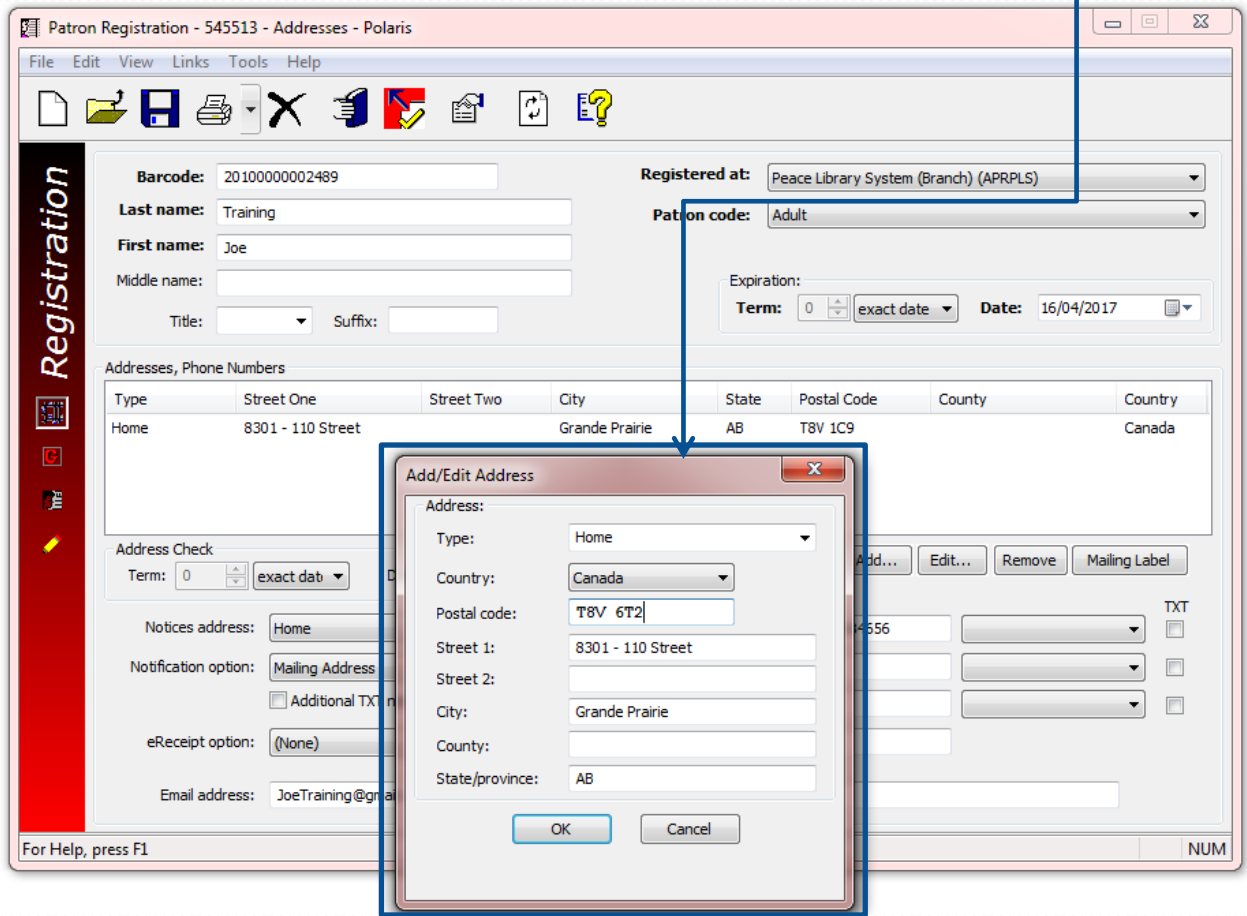 Patron Registration - 545513 - Addresses - Polaris
File Edit View Links Tools Help
Registration
Barcode: 20100000002489 Registered at: Peace Library System (Branch) (APRPLS)
Last name: Training Patron code: Adult
First name: Joe
Middle name:
Expiration:
Term: 0 exact date Date: 16/04/2017
Title: Suffix:
Addresses, Phone Numbers
Type Street One Street Two City State Postal Code County Country
Home 8301 - 110 Street Grande Prairie AB T8V 1C9 Canada
Add/Edit Address
Address:
Type: Home
Country: Canada
Postal code: T8V 6T2
Street 1: 8301 - 110 Street
Street 2:
City: Grande Prairie
County:
State/province: AB
OK Cancel
Address Check
Term: 0 exact dat
Edit... Remove Mailing Label
TXT
Notices address: Home
Notification option: Mailing Address
Additional TXT
eReceipt option: (None)
Email address: JoeTraining@gmai
For Help, press F1 NUM